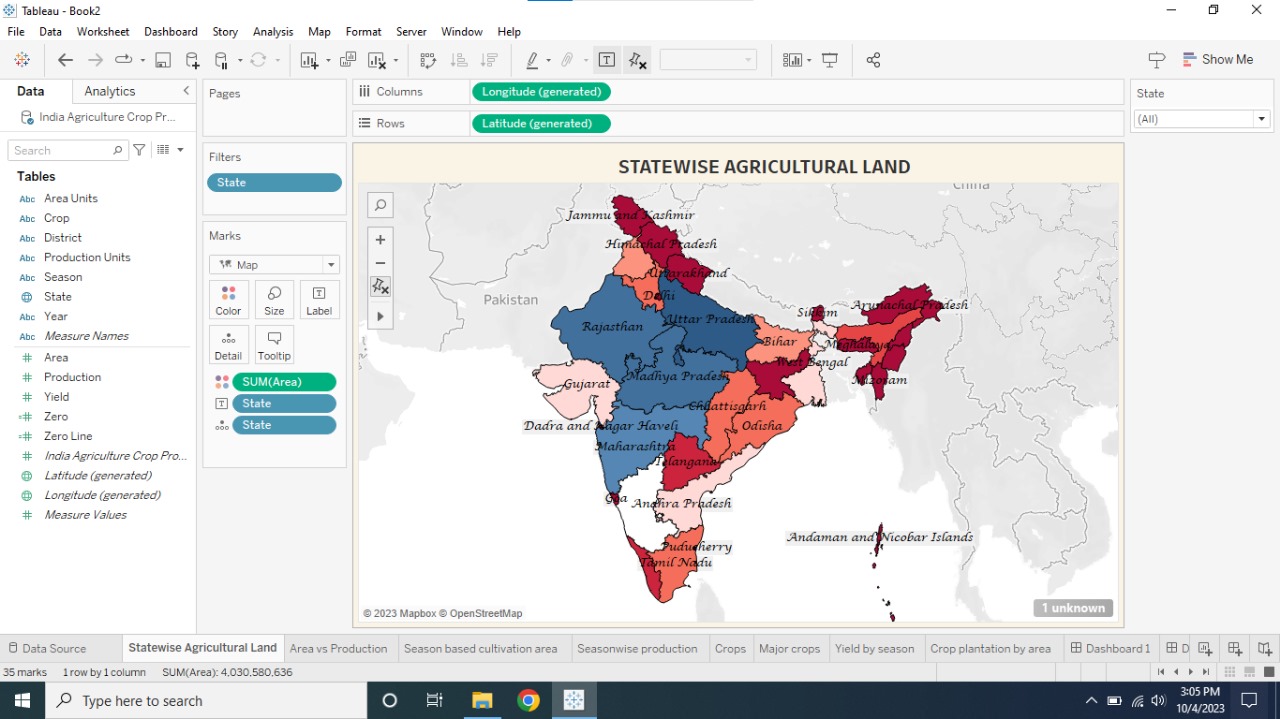 Tableau - Book2
File Data Worksheet Dashboard Story Analysis Map Format Server Window Help
Show Me
Data Analytics
India Agriculture Crop Pr...
Search
Tables
Abc Area Units
Abc Crop
Abc District
Abc Production Units
Abc Season
State
Abc Year
Abc Measure Names
# Area
# Production
# Yield
=# Zero
=# Zero Line
# India Agriculture Crop Pro...
Latitude (generated)
Longitude (generated)
# Measure Values
Pages
Filters
State
Marks
Map
Color Size Label
Detail Tooltip
SUM(Area)
State
State
Columns Longitude (generated)
Rows Latitude (generated)
STATEWISE AGRICULTURAL LAND
China
Jammu and Kashmir
Himachal Pradesh
Uttarakhand
Pakistan
Delhi
Arunachal Pradesh
Sikkim
Uttar Pradesh
Rajasthan
Bihar
Meghalaya
West Bengal
Madhya Pradesh
Mizoram
Gujarat
Chhattisgarh
Dadra and Nagar Haveli
Odisha
Maharashtra
Telangana
Goa
Andhra Pradesh
Andaman and Nicobar Islands
Puducherry
Tamil Nadu
© 2023 Mapbox © OpenStreetMap
1 unknown
State
(All)
Data Source Statewise Agricultural Land Area vs Production Season based cultivation area Seasonwise production Crops Major crops Yield by season Crop plantation by area Dashboard 1 D
35 marks 1 row by 1 column SUM(Area): 4,030,580,636
Type here to search
3:05 PM
10/4/2023